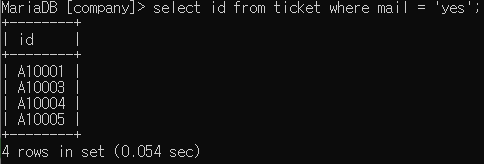 MariaDB [company]> select id from ticket where mail = 'yes';
+--------+
| id     |
+--------+
| A10001 |
| A10003 |
| A10004 |
| A10005 |
+--------+
4 rows in set (0.054 sec)